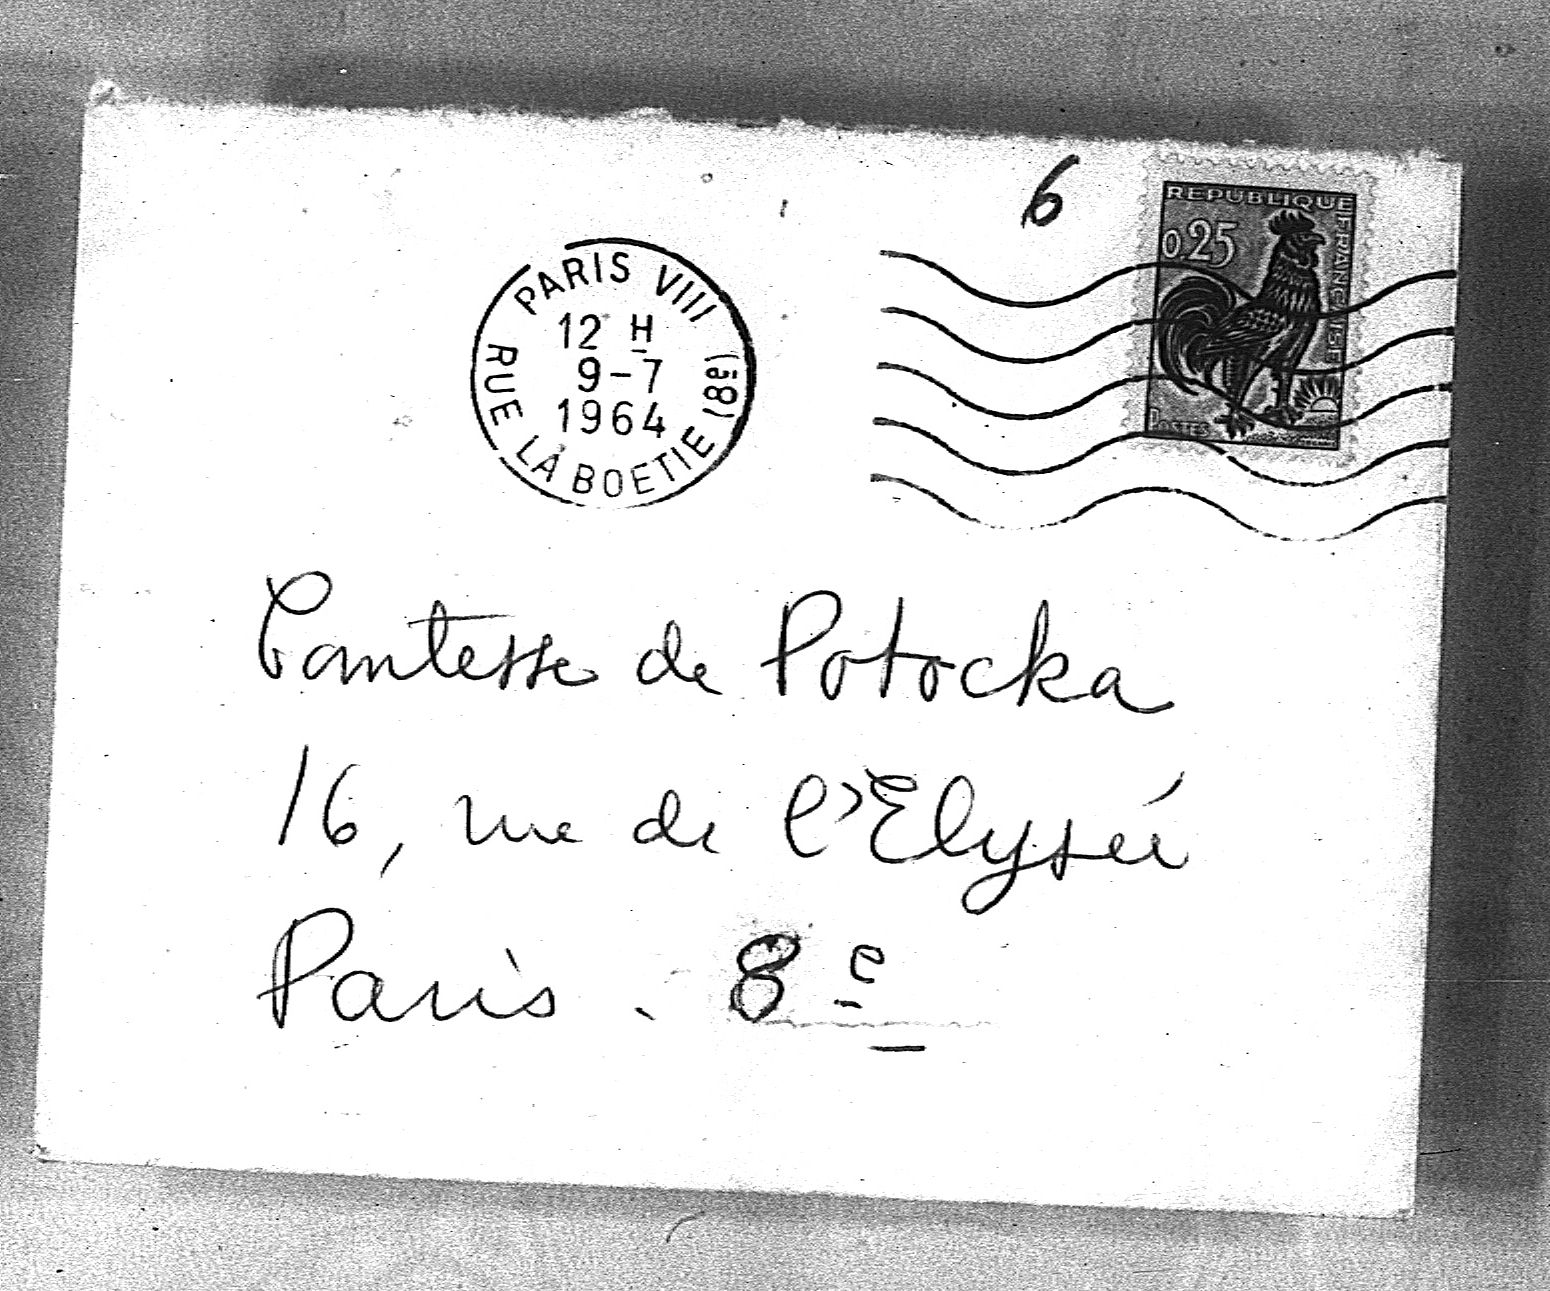 6
REPUBLIQUE
FRANCAISE
0,25
POSTES
PARIS VIII
12 H
9-7
1964
RUE LA BOETIE (8è)
Comtesse de Potocka
16, rue de l'Elysée
Paris. 8e